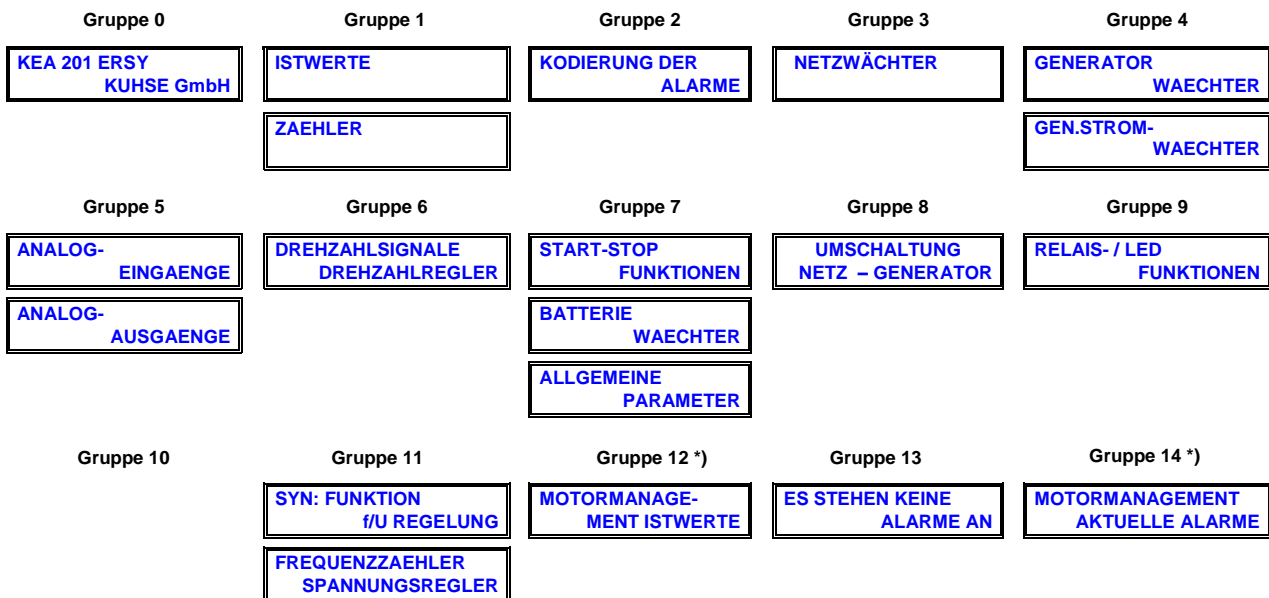 Gruppe 0 Gruppe 1 Gruppe 2 Gruppe 3 Gruppe 4
KEA 201 ERSY
KUHSE GmbH
ISTWERTE
KODIERUNG DER
ALARME
NETZWÄCHTER
GENERATOR
WAECHTER
ZAEHLER
GEN.STROM-
WAECHTER
Gruppe 5 Gruppe 6 Gruppe 7 Gruppe 8 Gruppe 9
ANALOG-
EINGAENGE
DREHZAHLSIGNALE
DREHZAHLREGLER
START-STOP
FUNKTIONEN
UMSCHALTUNG
NETZ – GENERATOR
RELAIS- / LED
FUNKTIONEN
ANALOG-
AUSGAENGE
BATTERIE
WAECHTER
ALLGEMEINE
PARAMETER
Gruppe 10 Gruppe 11 Gruppe 12 *) Gruppe 13 Gruppe 14 *)
SYN: FUNKTION
f/U REGELUNG
MOTORMANAGE-
MENT ISTWERTE
ES STEHEN KEINE
ALARME AN
MOTORMANAGEMENT
AKTUELLE ALARME
FREQUENZZAEHLER
SPANNUNGSREGLER